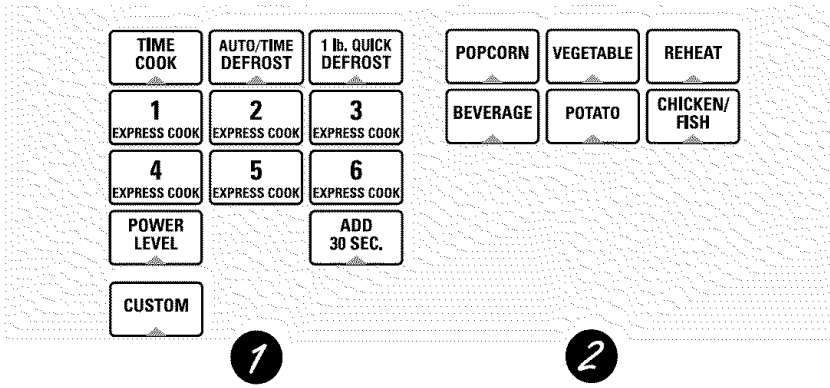 TIME
COOK
AUTO/TIME
DEFROST
1 lb. QUICK
DEFROST
1
EXPRESS COOK
2
EXPRESS COOK
3
EXPRESS COOK
4
EXPRESS COOK
5
EXPRESS COOK
6
EXPRESS COOK
POWER
LEVEL
ADD
30 SEC.
CUSTOM
1
POPCORN
VEGETABLE
REHEAT
BEVERAGE
POTATO
CHICKEN/
FISH
2